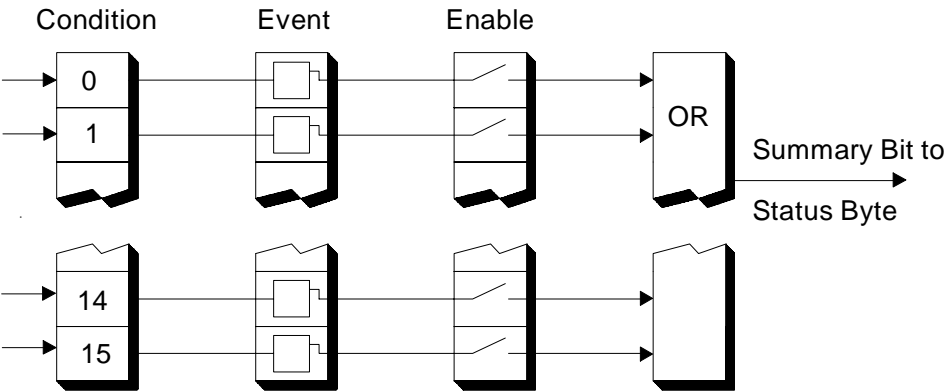 Condition Event Enable
0
1
OR
Summary Bit to
Status Byte
14
15